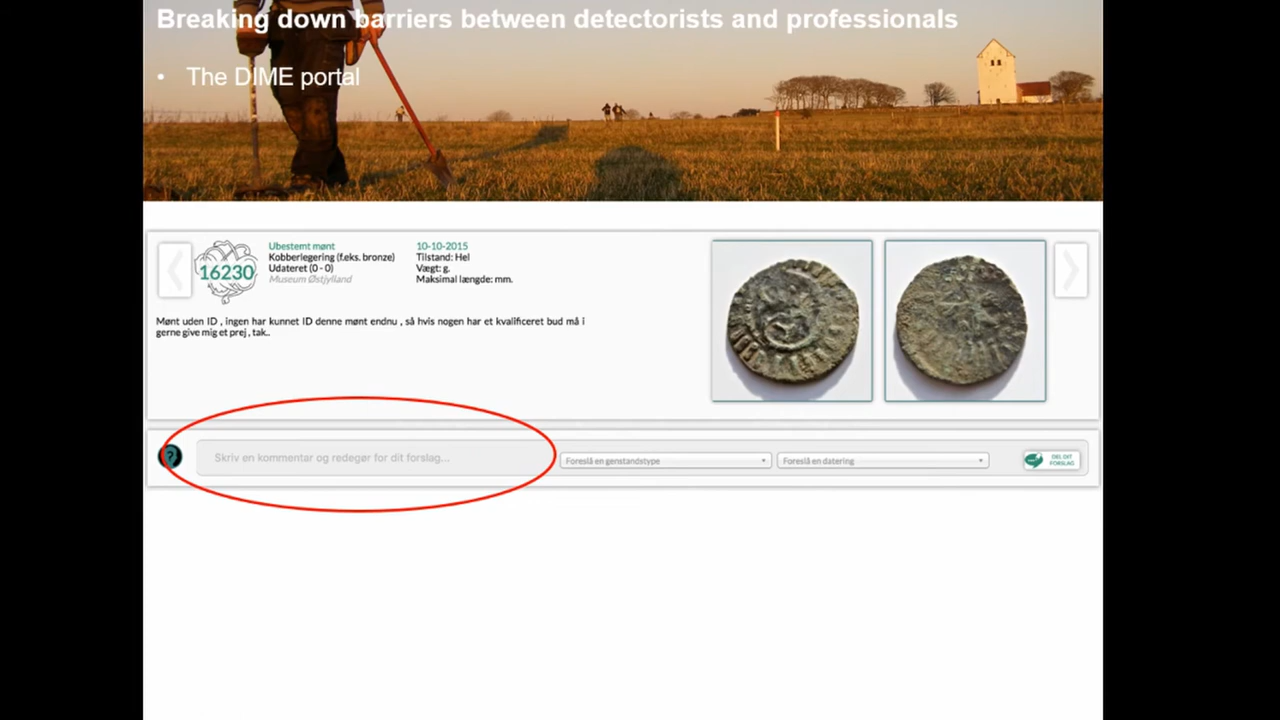 Breaking down barriers between detectorists and professionals
• The DIME portal
16230
Ubestemt mønt
Kobberlegering (f.eks. bronze)
Udateret (0 - 0)
Museum Østjylland
10-10-2015
Tilstand: Hel
Vægt: g.
Maksimal længde: mm.
Mønt uden ID , ingen har kunnet ID denne mønt endnu , så hvis nogen har et kvalificeret bud må i
gerne give mig et prej , tak..
?
Skriv en kommentar og redegør for dit forslag...
Foreslå en genstandstype
Foreslå en datering
DEL DIT
FORSLAG